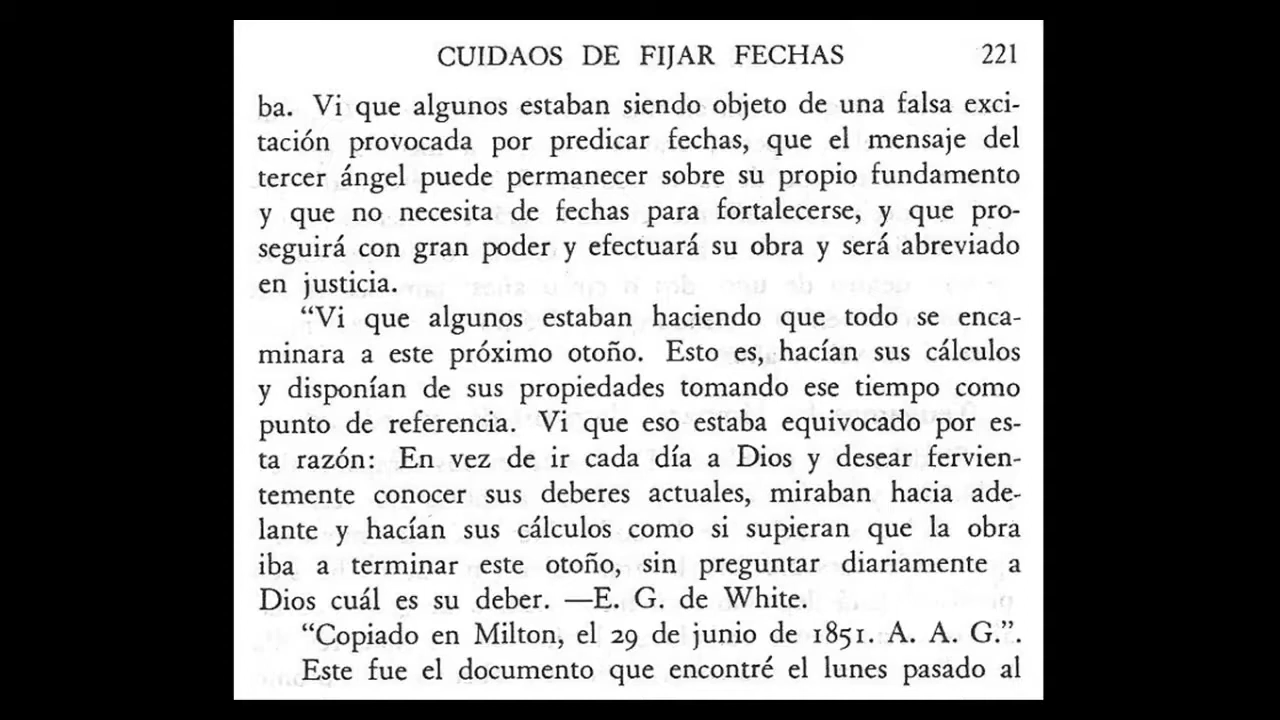 CUIDAOS DE FIJAR FECHAS 221
ba. Vi que algunos estaban siendo objeto de una falsa exci-
tación provocada por predicar fechas, que el mensaje del
tercer ángel puede permanecer sobre su propio fundamento
y que no necesita de fechas para fortalecerse, y que pro-
seguirá con gran poder y efectuará su obra y será abreviado
en justicia.
“Vi que algunos estaban haciendo que todo se enca-
minara a este próximo otoño. Esto es, hacían sus cálculos
y disponían de sus propiedades tomando ese tiempo como
punto de referencia. Vi que eso estaba equivocado por es-
ta razón: En vez de ir cada día a Dios y desear fervien-
temente conocer sus deberes actuales, miraban hacia ade-
lante y hacían sus cálculos como si supieran que la obra
iba a terminar este otoño, sin preguntar diariamente a
Dios cuál es su deber. —E. G. de White.
“Copiado en Milton, el 29 de junio de 1851. A. A. G.”.
Este fue el documento que encontré el lunes pasado al